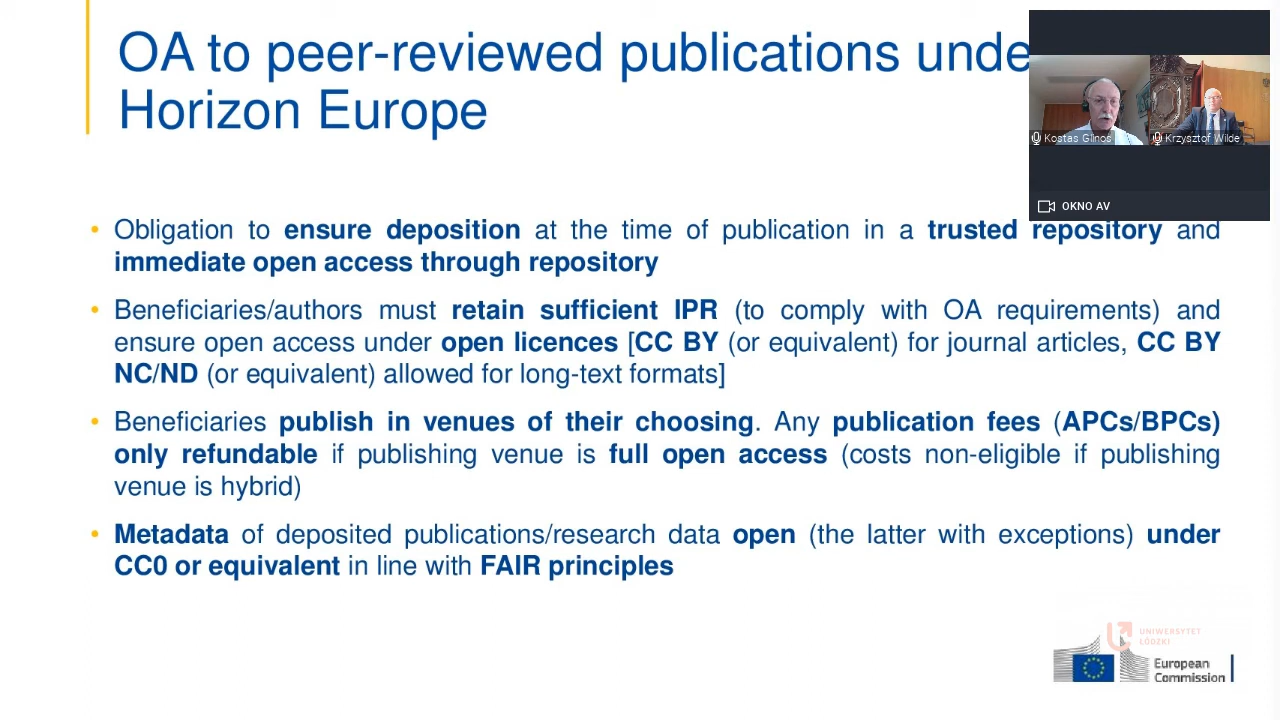 OA to peer-reviewed publications unde
Horizon Europe
Kostas Glinos
Krzysztof Wilde
OKNO AV
• Obligation to ensure deposition at the time of publication in a trusted repository and
immediate open access through repository
• Beneficiaries/authors must retain sufficient IPR (to comply with OA requirements) and
ensure open access under open licences [CC BY (or equivalent) for journal articles, CC BY
NC/ND (or equivalent) allowed for long-text formats]
• Beneficiaries publish in venues of their choosing. Any publication fees (APCs/BPCs)
only refundable if publishing venue is full open access (costs non-eligible if publishing
venue is hybrid)
• Metadata of deposited publications/research data open (the latter with exceptions) under
CC0 or equivalent in line with FAIR principles
UNIWERSYTET
ŁÓDZKI
European
Commission